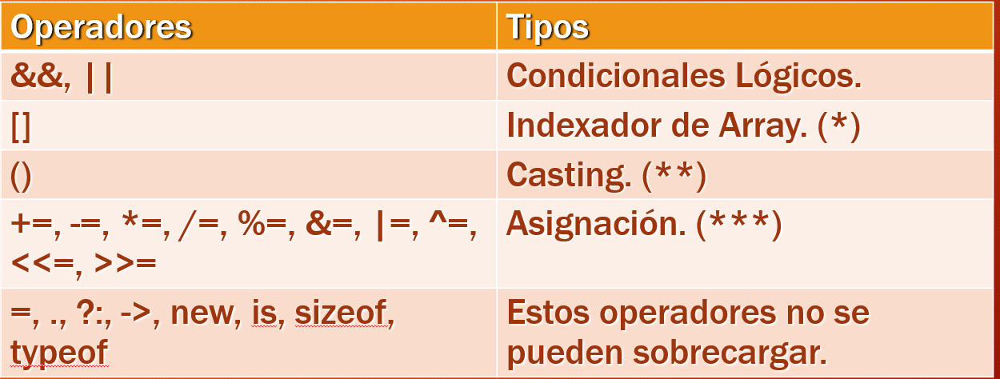 Operadores
Tipos
&&, ||
Condicionales Lógicos.
[]
Indexador de Array. (*)
()
Casting. (**)
+=, -=, *=, /=, %=, &=, |=, ^=,
<<=, >>=
Asignación. (***)
=, ., ?:, ->, new, is, sizeof,
typeof
Estos operadores no se
pueden sobrecargar.